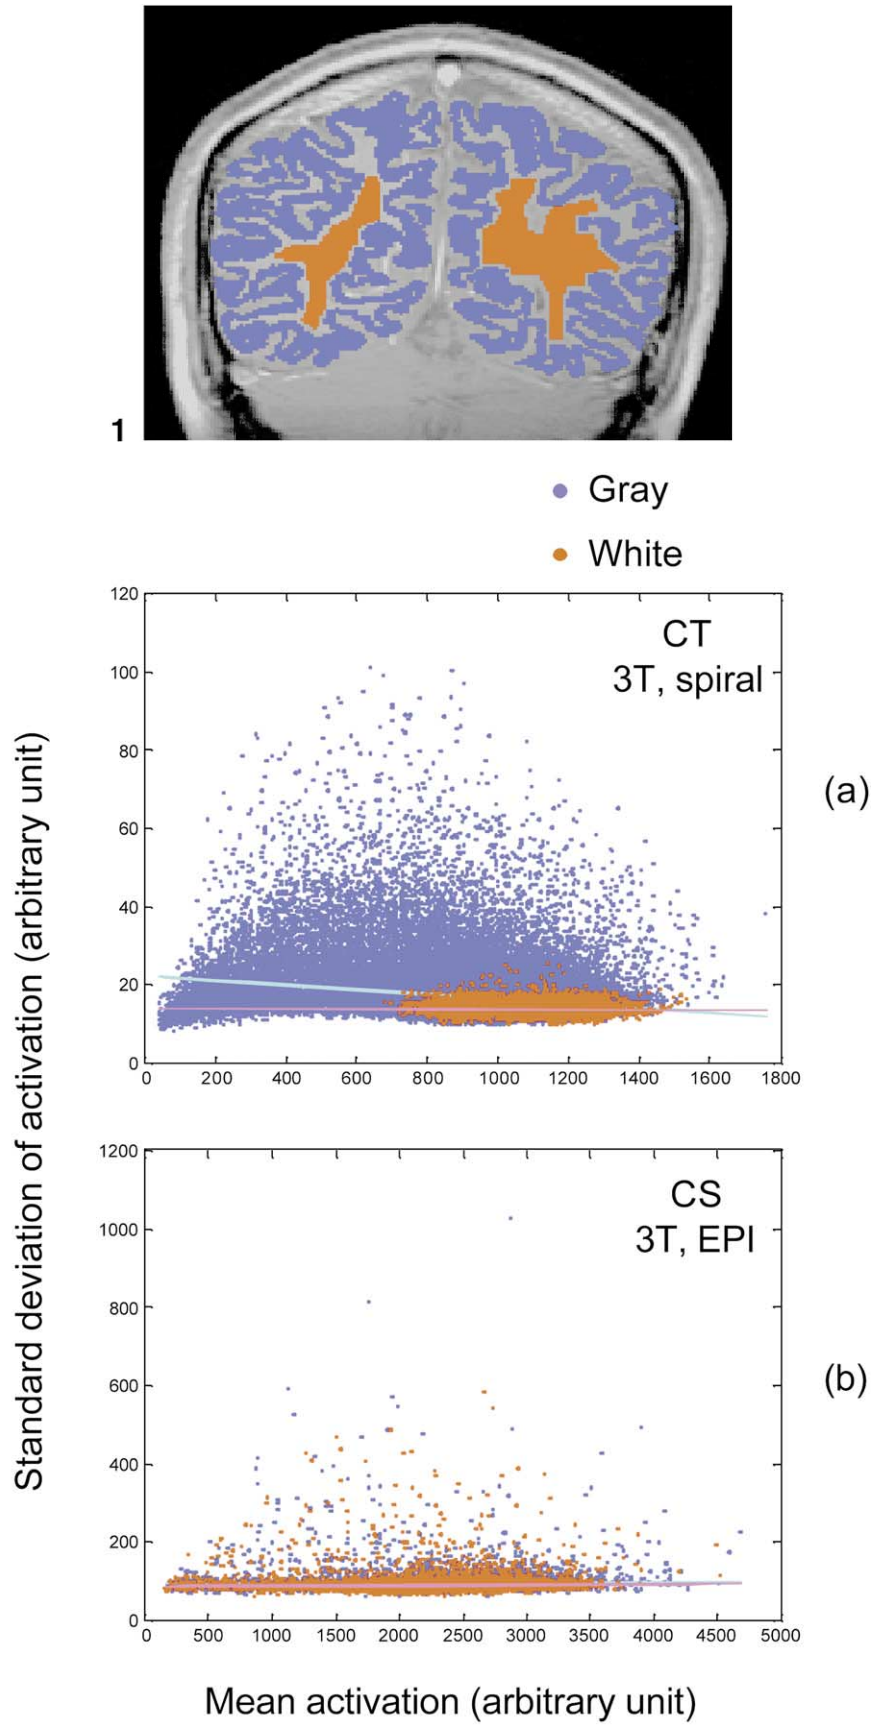 1
Gray
White
Standard deviation of activation (arbitrary unit)
120
100
80
60
40
20
0
CT
3T, spiral
(a)
0 200 400 600 800 1000 1200 1400 1600 1800
1200
1000
800
600
400
200
0
CS
3T, EPI
(b)
0 500 1000 1500 2000 2500 3000 3500 4000 4500 5000
Mean activation (arbitrary unit)